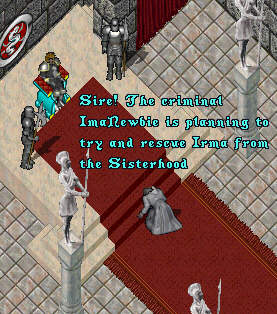 Sire! The criminal
ImaNewbie is planning to
try and rescue Irma from
the Sisterhood